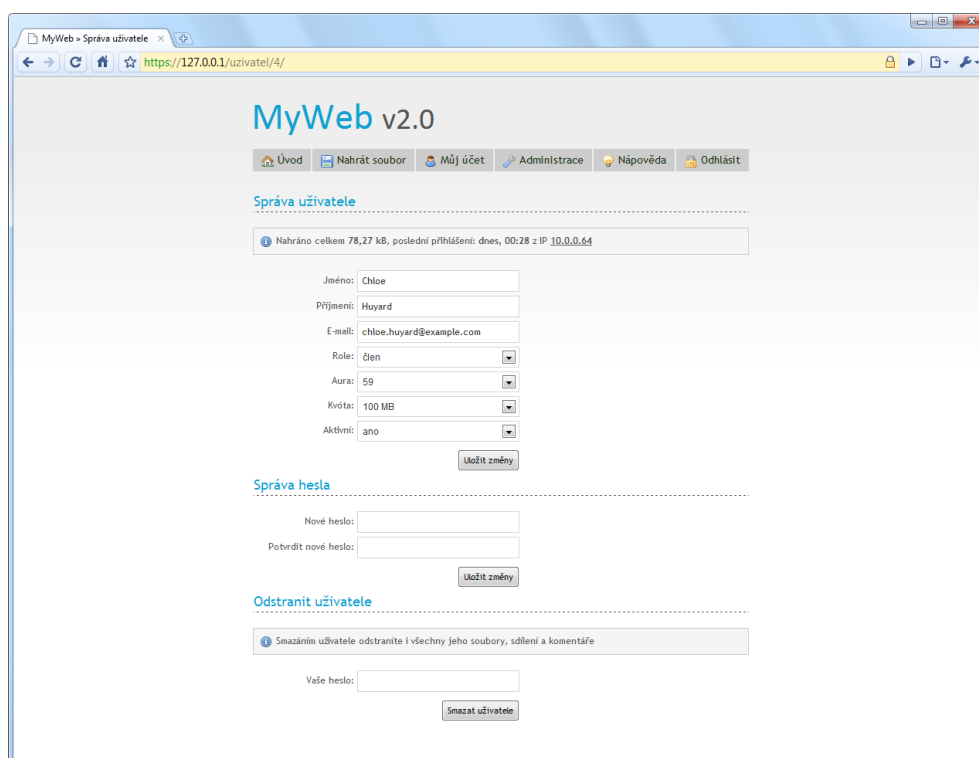 MyWeb » Správa uživatele
https://127.0.0.1/uzivatel/4/
MyWeb v2.0
Úvod Nahrát soubor Můj účet Administrace Nápověda Odhlásit
Správa uživatele
Nahráno celkem 78,27 kB, poslední přihlášení: dnes, 00:28 z IP 10.0.0.64
Jméno: Chloe
Příjmení: Huyard
E-mail: chloe.huyard@example.com
Role: člen
Aura: 59
Kvóta: 100 MB
Aktivní: ano
Uložit změny
Správa hesla
Nové heslo:
Potvrdit nové heslo:
Uložit změny
Odstranit uživatele
Smazáním uživatele odstraníte i všechny jeho soubory, sdílení a komentáře
Vaše heslo:
Smazat uživatele